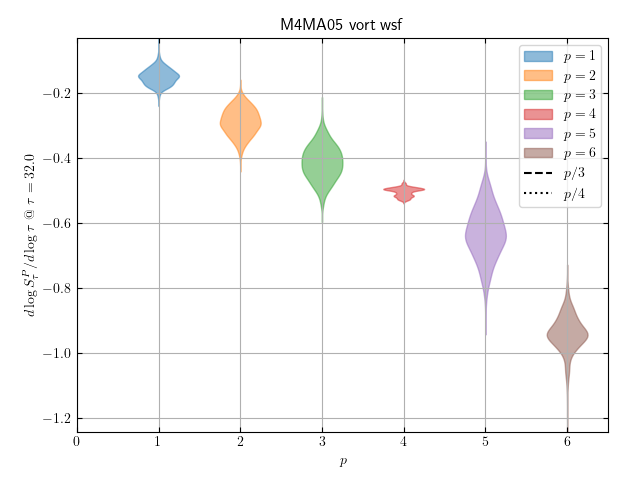 M4MA05 vort wsf
d log S_τ^P / d log τ @ τ = 32.0
−0.2
−0.4
−0.6
−0.8
−1.0
−1.2
0 1 2 3 4 5 6
p
p = 1
p = 2
p = 3
p = 4
p = 5
p = 6
p/3
p/4